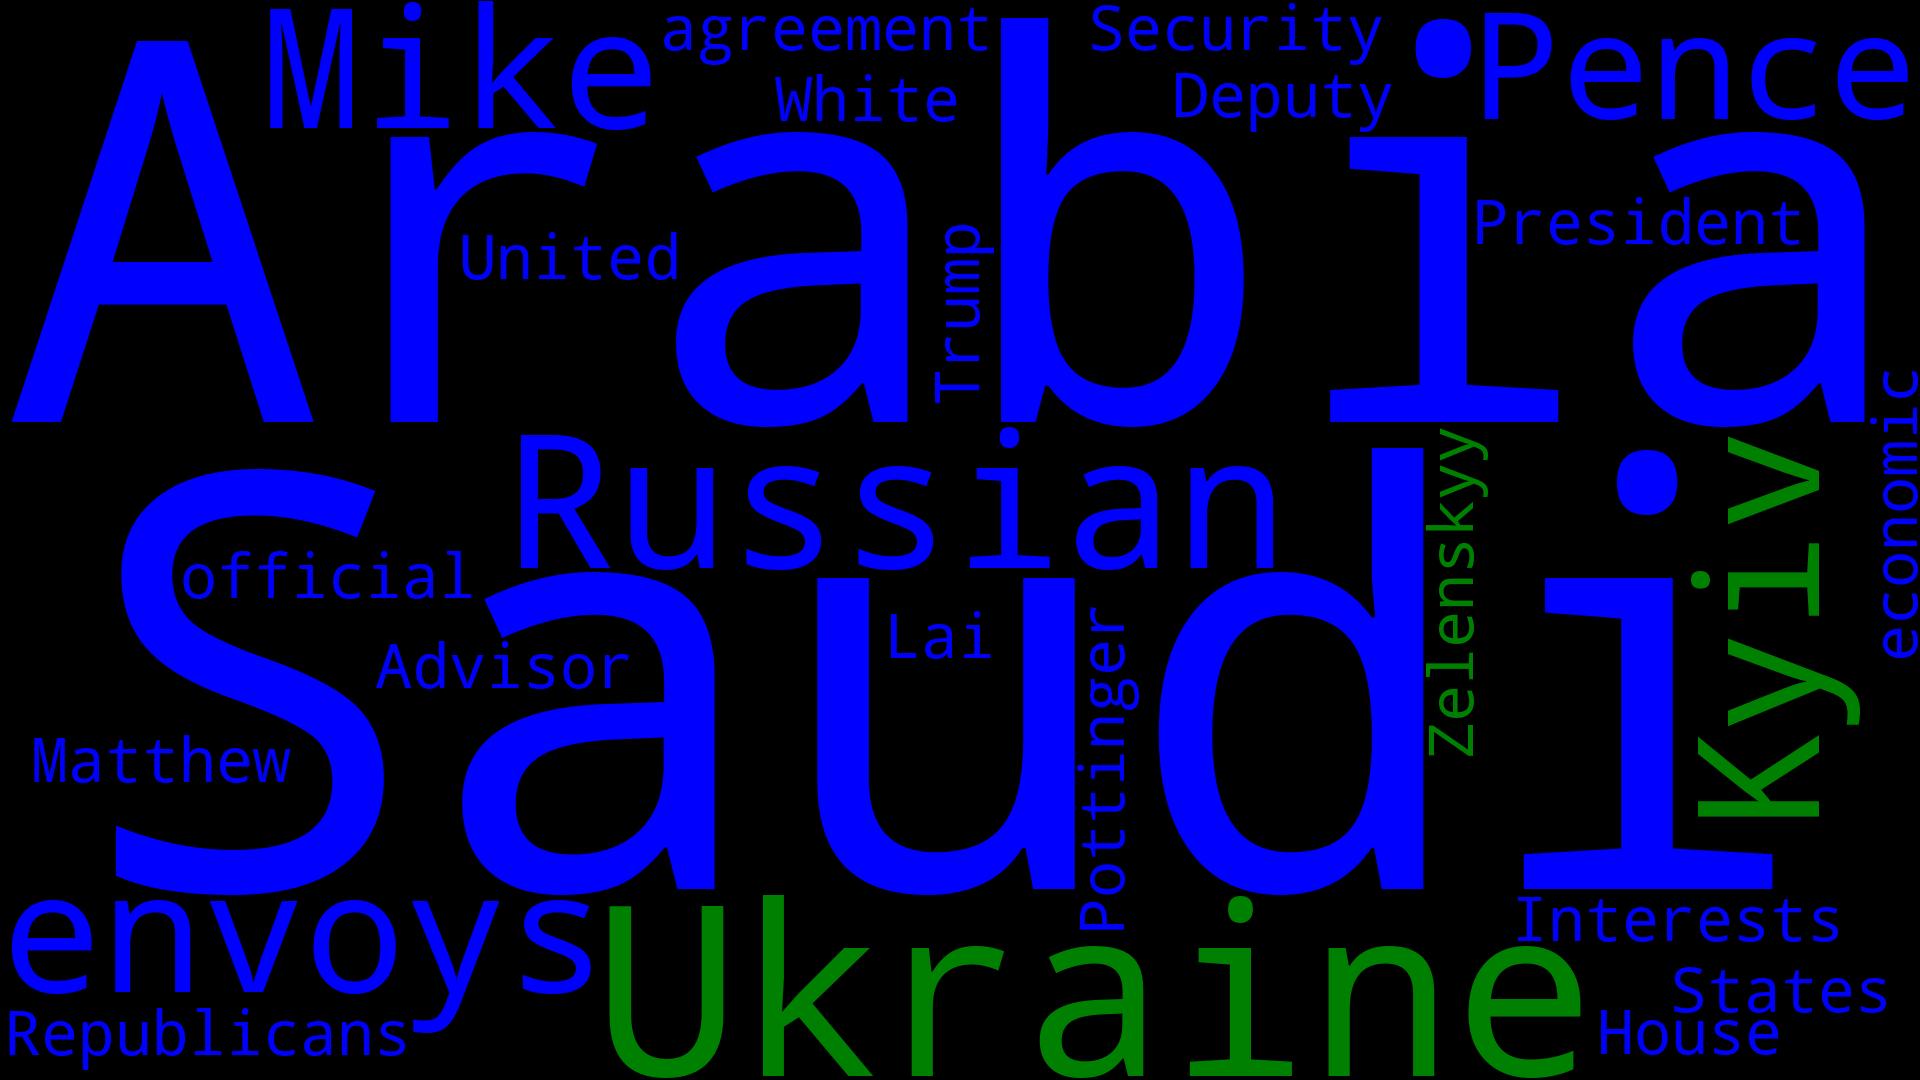 Mike
agreement
Security
Pence
White
Deputy
Arabia
United
Trump
President
Russian
economic
Zelenskyy
Kyiv
Saudi
official
Lai
Advisor
Pottinger
Matthew
envoys
Ukraine
Interests
States
Republicans
House